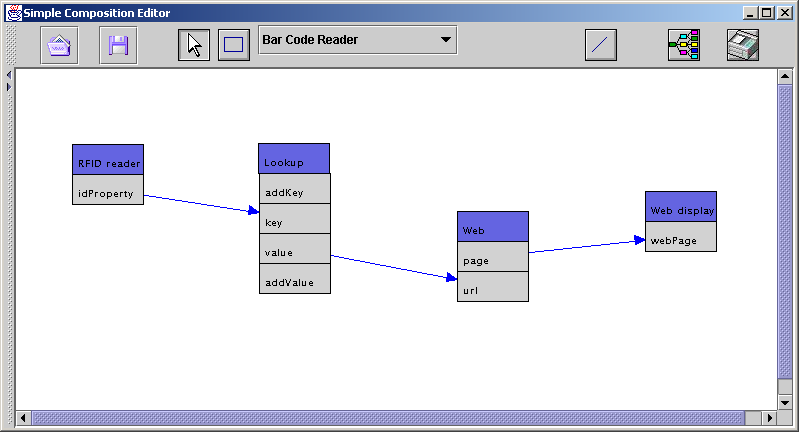 Simple Composition Editor
Bar Code Reader
RFID reader
idProperty
Lookup
addKey
key
value
addValue
Web
page
url
Web display
webPage